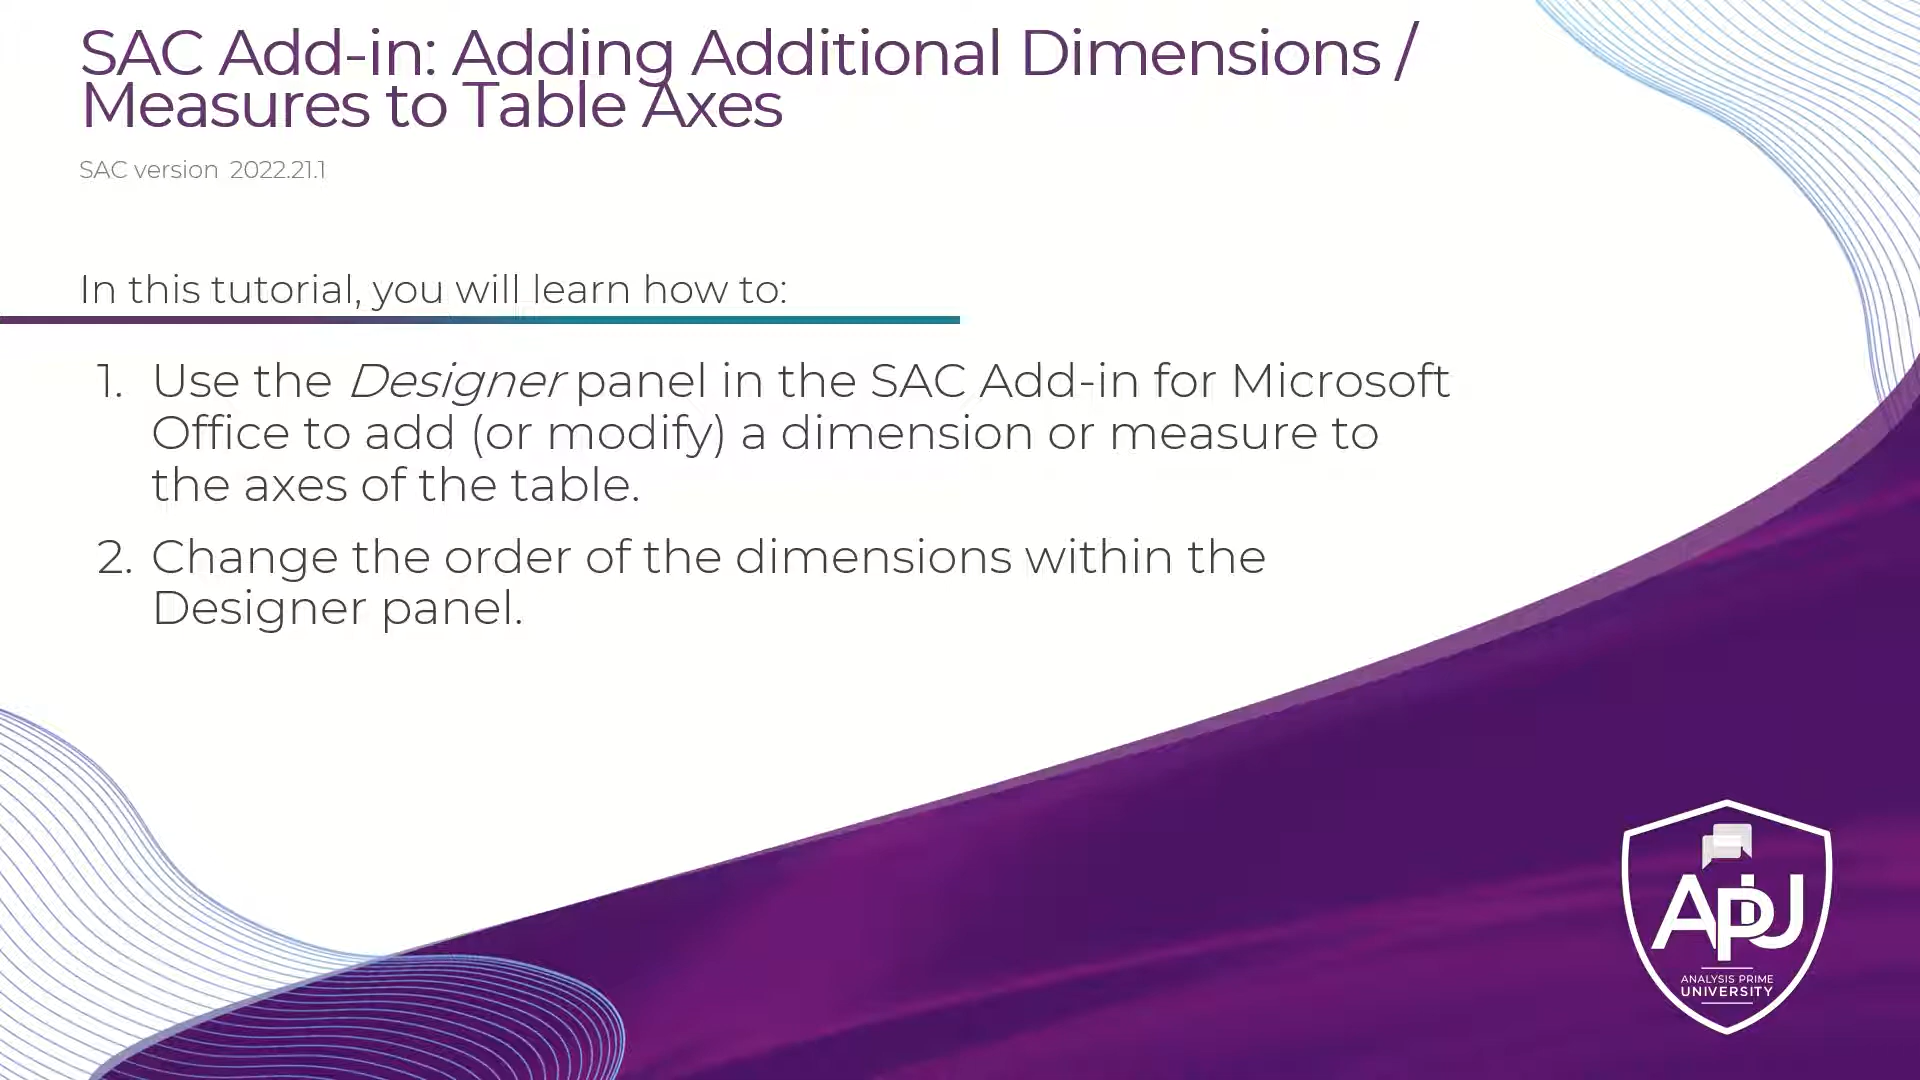 SAC Add-in: Adding Additional Dimensions /
Measures to Table Axes
SAC version 2022.21.1
In this tutorial, you will learn how to:
1. Use the Designer panel in the SAC Add-in for Microsoft
Office to add (or modify) a dimension or measure to
the axes of the table.
2. Change the order of the dimensions within the
Designer panel.
APU
ANALYSIS PRIME
UNIVERSITY